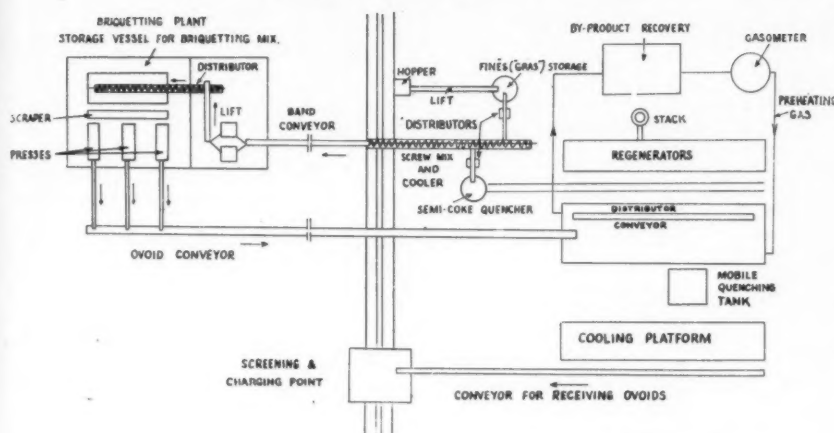 BRIQUETTING PLANT
STORAGE VESSEL FOR BRIQUETTING MIX.
DISTRIBUTOR
LIFT
SCRAPER
PRESSES
BAND
CONVEYOR
HOPPER
LIFT
FINES ("GRAS") STORAGE
DISTRIBUTORS
SCREW MIX
AND
COOLER
SEMI-COKE QUENCHER
BY-PRODUCT RECOVERY
GASOMETER
PREHEATING
GAS
STACK
REGENERATORS
DISTRIBUTOR
CONVEYOR
OVOID CONVEYOR
MOBILE
QUENCHING
TANK
COOLING PLATFORM
SCREENING &
CHARGING POINT
CONVEYOR FOR RECEIVING OVOIDS